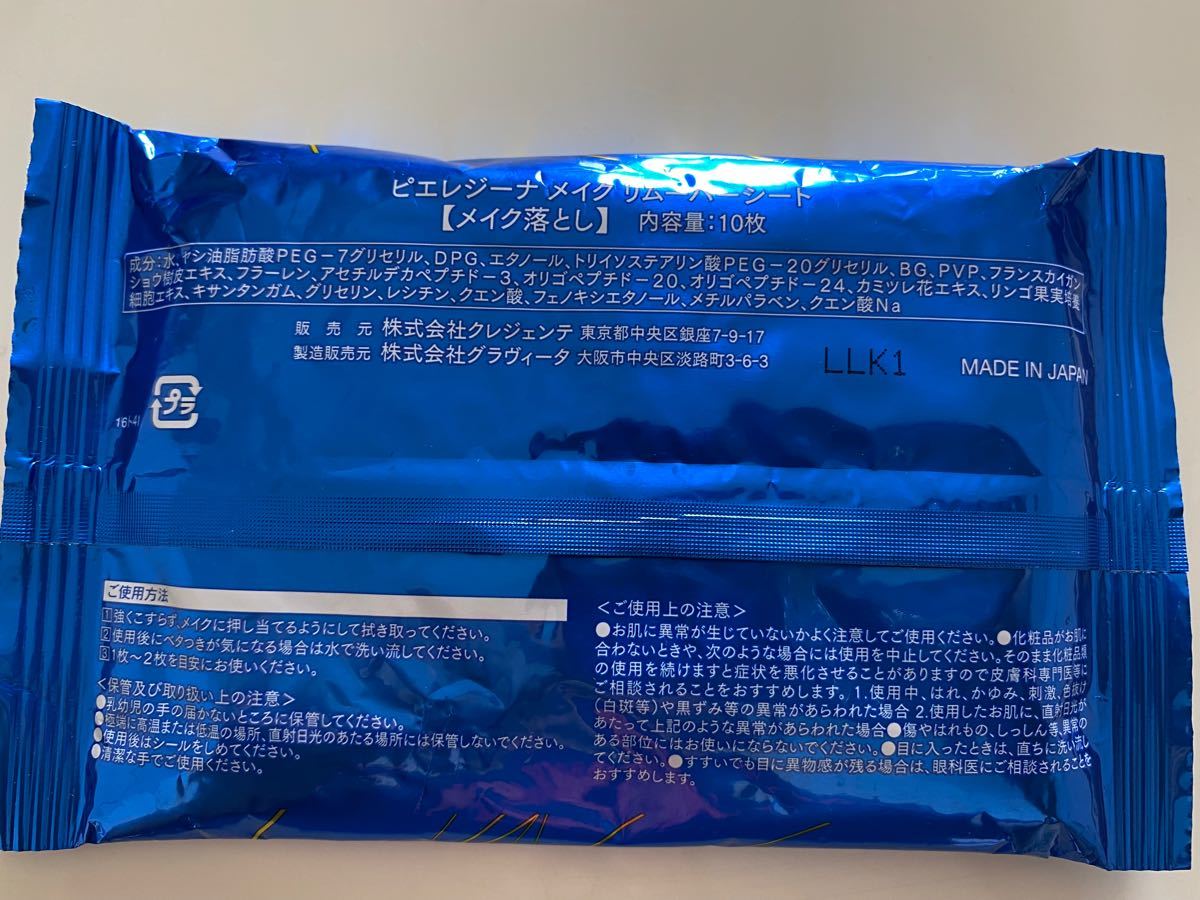 ピエレジーナ メイク リムーバーシート
【メイク落とし】 内容量：10枚
成分：水、ヤシ油脂肪酸PEG−7グリセリル、DPG、エタノール、トリイソステアリン酸PEG−20グリセリル、BG、PVP、フランスカイガン
ショウ樹皮エキス、フラーレン、アセチルデカペプチド−3、オリゴペプチド−20、オリゴペプチド−24、カミツレ花エキス、リンゴ果実培養
細胞エキス、キサンタンガム、グリセリン、レシチン、クエン酸、フェノキシエタノール、メチルパラベン、クエン酸Na
販売元 株式会社クレジェンテ 東京都中央区銀座7-9-17
製造販売元 株式会社グラヴィータ 大阪市中央区淡路町3-6-3
LLK1
MADE IN JAPAN
プラ
ご使用方法
1 強くこすらず、メイクに押し当てるようにして拭き取ってください。
2 使用後にベタつきが気になる場合は水で洗い流してください。
3 1枚〜2枚を目安にお使いください。
＜保管及び取り扱い上の注意＞
●乳幼児の手の届かないところに保管してください。
●極端に高温または低温の場所、直射日光のあたる場所には保管しないでください。
●使用後はシールをしめてください。
●清潔な手でご使用ください。
＜ご使用上の注意＞
●お肌に異常が生じていないかよく注意してご使用ください。●化粧品がお肌に
合わないときや、次のような場合には使用を中止してください。そのまま化粧品類
の使用を続けますと症状を悪化させることがありますので皮膚科専門医等に
ご相談されることをおすすめします。1.使用中、はれ、かゆみ、刺激、色抜け
(白斑等)や黒ずみ等の異常があらわれた場合 2.使用したお肌に、直射日光が
あたって上記のような異常があらわれた場合●傷やはれもの、しっしん等、異常の
ある部位にはお使いにならないでください。●目に入ったときは、直ちに洗い流し
てください。●すすいでも目に異物感が残る場合は、眼科医にご相談されることを
おすすめします。